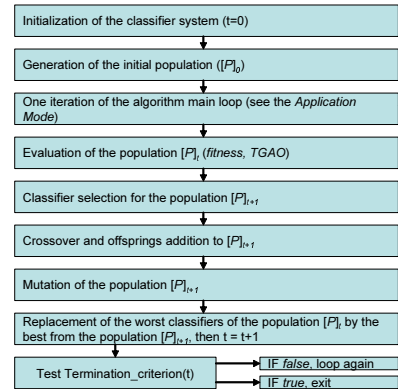 Initialization of the classifier system (t=0)
Generation of the initial population ([P]0)
One iteration of the algorithm main loop (see the Application
Mode)
Evaluation of the population [P]t (fitness, TGAO)
Classifier selection for the population [P]t+1
Crossover and offsprings addition to [P]t+1
Mutation of the population [P]t+1
Replacement of the worst classifiers of the population [P]t by the
best from the population [P]t+1, then t = t+1
Test Termination_criterion(t)
IF false, loop again
IF true, exit